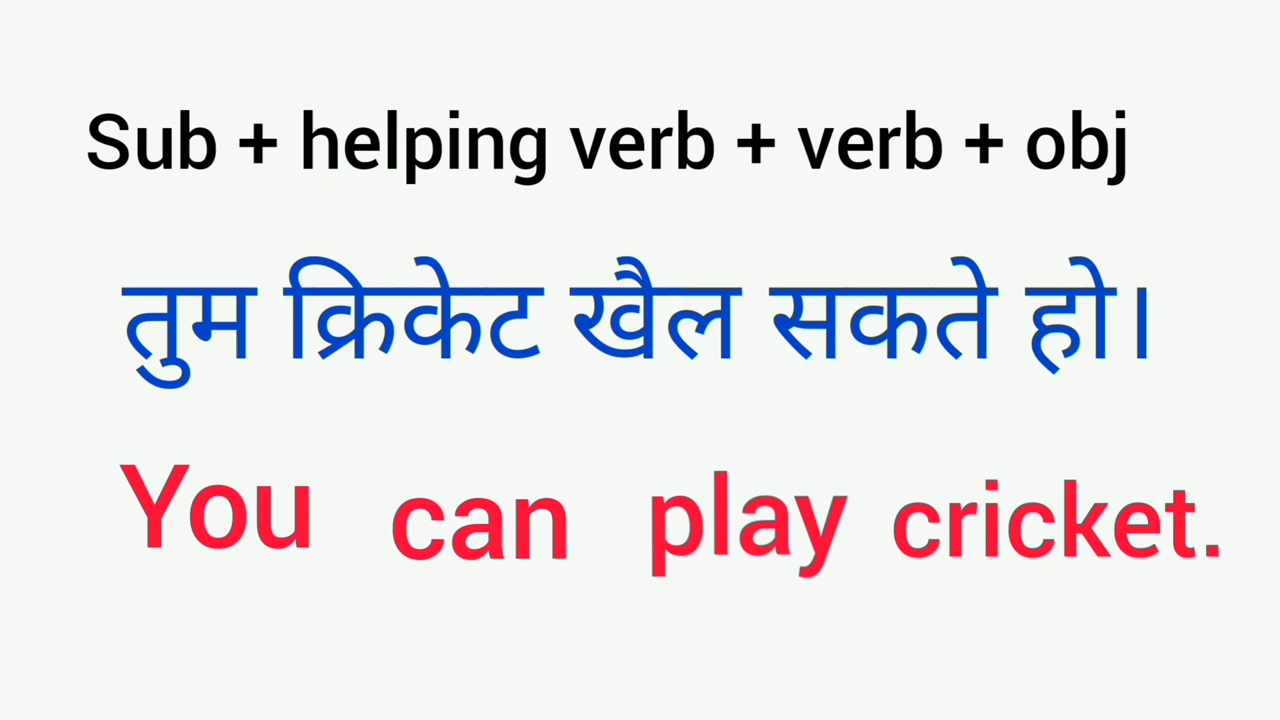 Sub + helping verb + verb + obj
तुम क्रिकेट खैल सकते हो।
You can play cricket.